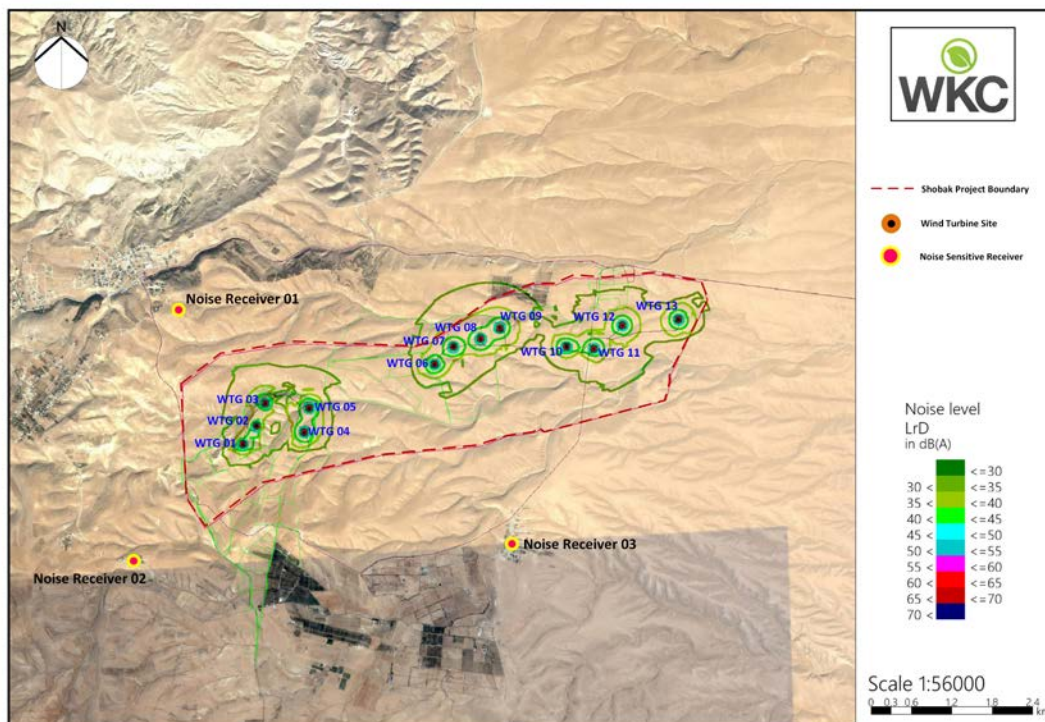 N
WKC
Shobak Project Boundary
Wind Turbine Site
Noise Sensitive Receiver
Noise Receiver 01
WTG 09
WTG 13
WTG 12
WTG 08
WTG 07
WTG 10
WTG 11
WTG 06
WTG 03
WTG 05
WTG 02
WTG 04
WTG 01
Noise Receiver 03
Noise Receiver 02
Noise level
LrD
in dB(A)
<=30
30 < <=35
35 < <=40
40 < <=45
45 < <=50
50 < <=55
55 < <=60
60 < <=65
65 < <=70
70 <
Scale 1:56000
0 0.3 0.6 1.2 1.8 2.4
km